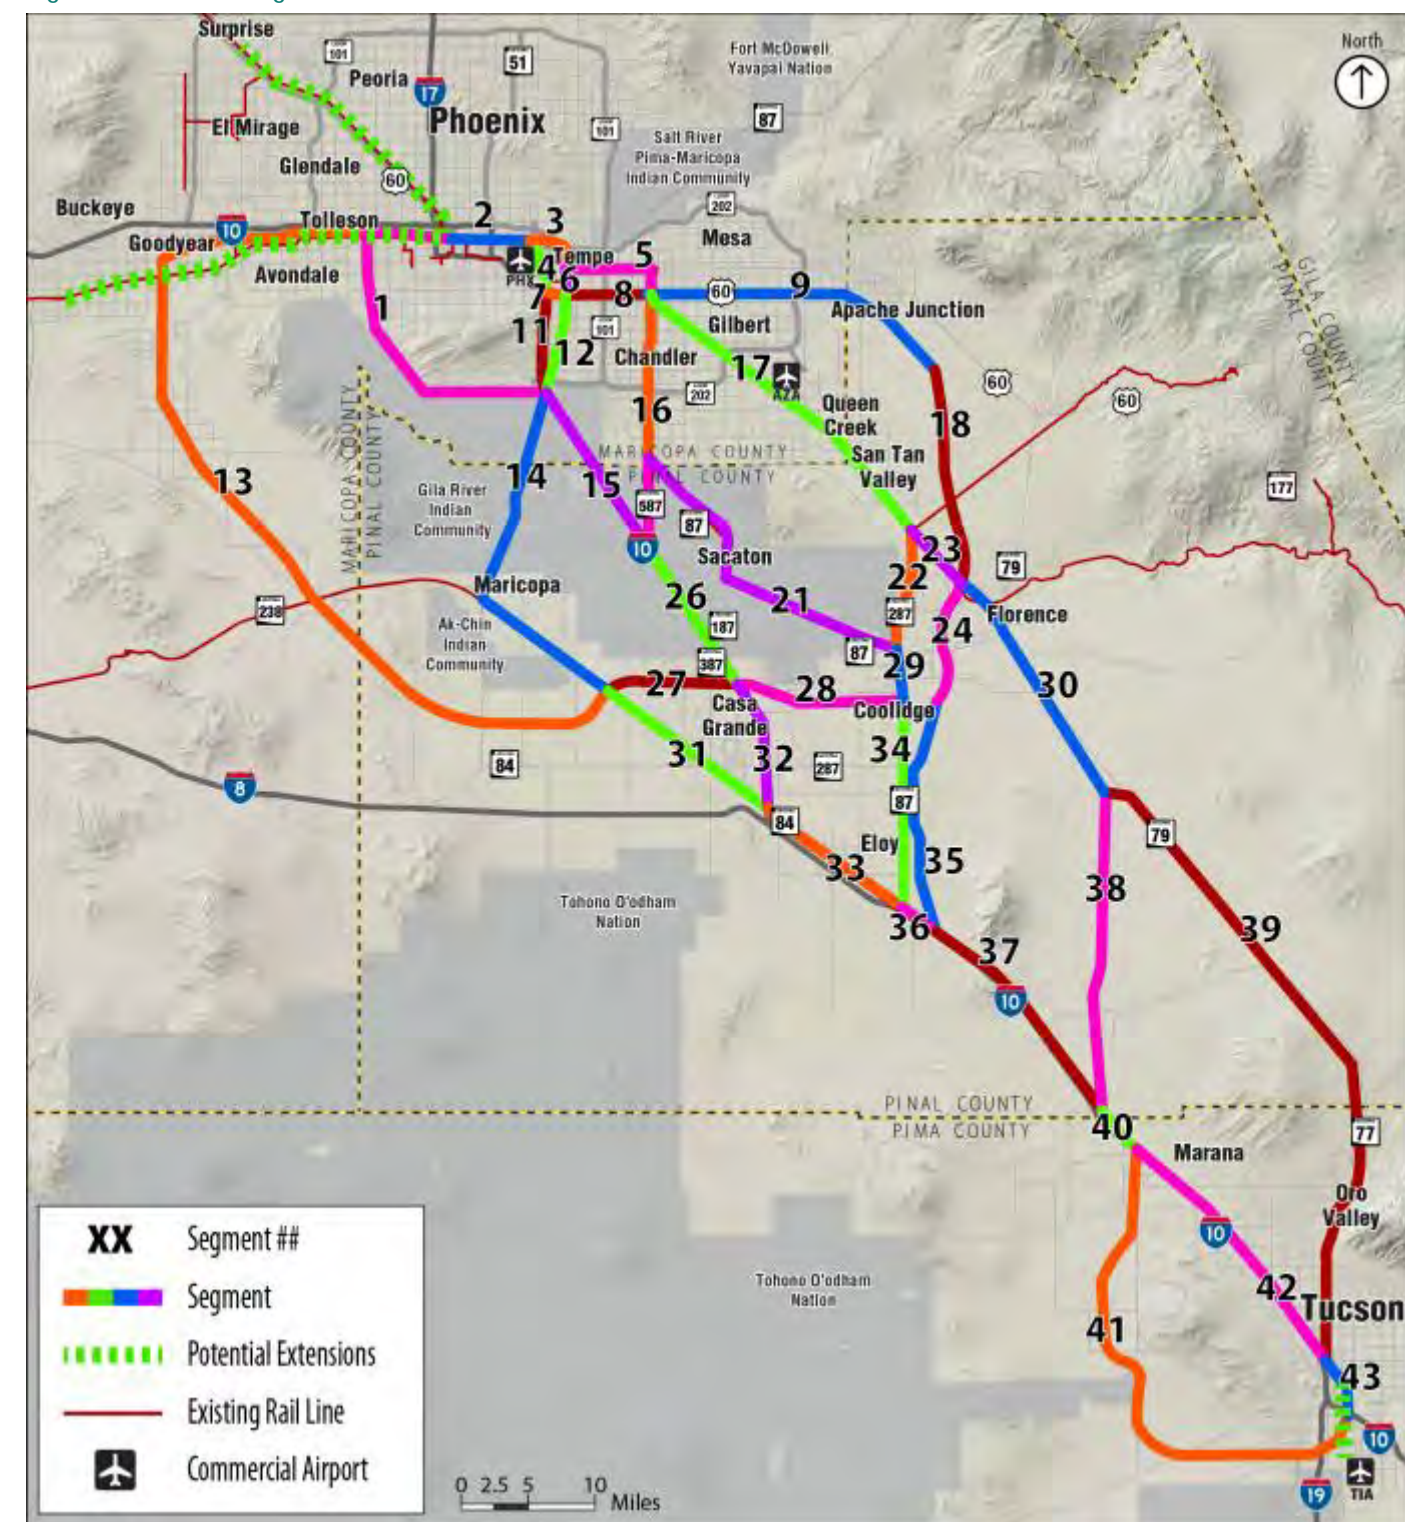 Surprise
LOOP
101
Peoria
17
51
Fort McDowell
Yavapai Nation
North
Phoenix
El Mirage
101
87
Salt River
Pima-Maricopa
Indian Community
Glendale
60
Buckeye
Tolleson
2
3
202
10
Goodyear
Mesa
Avondale
PHX
4
Tempe
5
6
7
8
60
9
GILA COUNTY
PINAL COUNTY
1
11
12
101
Gilbert
Apache Junction
Chandler
17
AZA
60
60
202
16
Queen
Creek
18
MARICOPA COUNTY
PINAL COUNTY
MARICOPA COUNTY
PINAL COUNTY
San Tan
Valley
13
14
15
Gila River
Indian
Community
587
87
177
10
Sacaton
23
79
Maricopa
22
26
21
287
Florence
238
187
24
Ak-Chin
Indian
Community
387
87
29
27
28
30
Casa
Grande
Coolidge
31
32
34
84
287
8
87
84
79
Eloy
33
35
38
Tohono O'odham
Nation
36
39
37
10
PINAL COUNTY
PIMA COUNTY
40
77
Marana
Oro
Valley
10
XX
Segment ##
Segment
Potential Extensions
Existing Rail Line
Commercial Airport
Tohono O'odham
Nation
42
Tucson
41
43
10
0 2.5 5 10
Miles
19
TIA